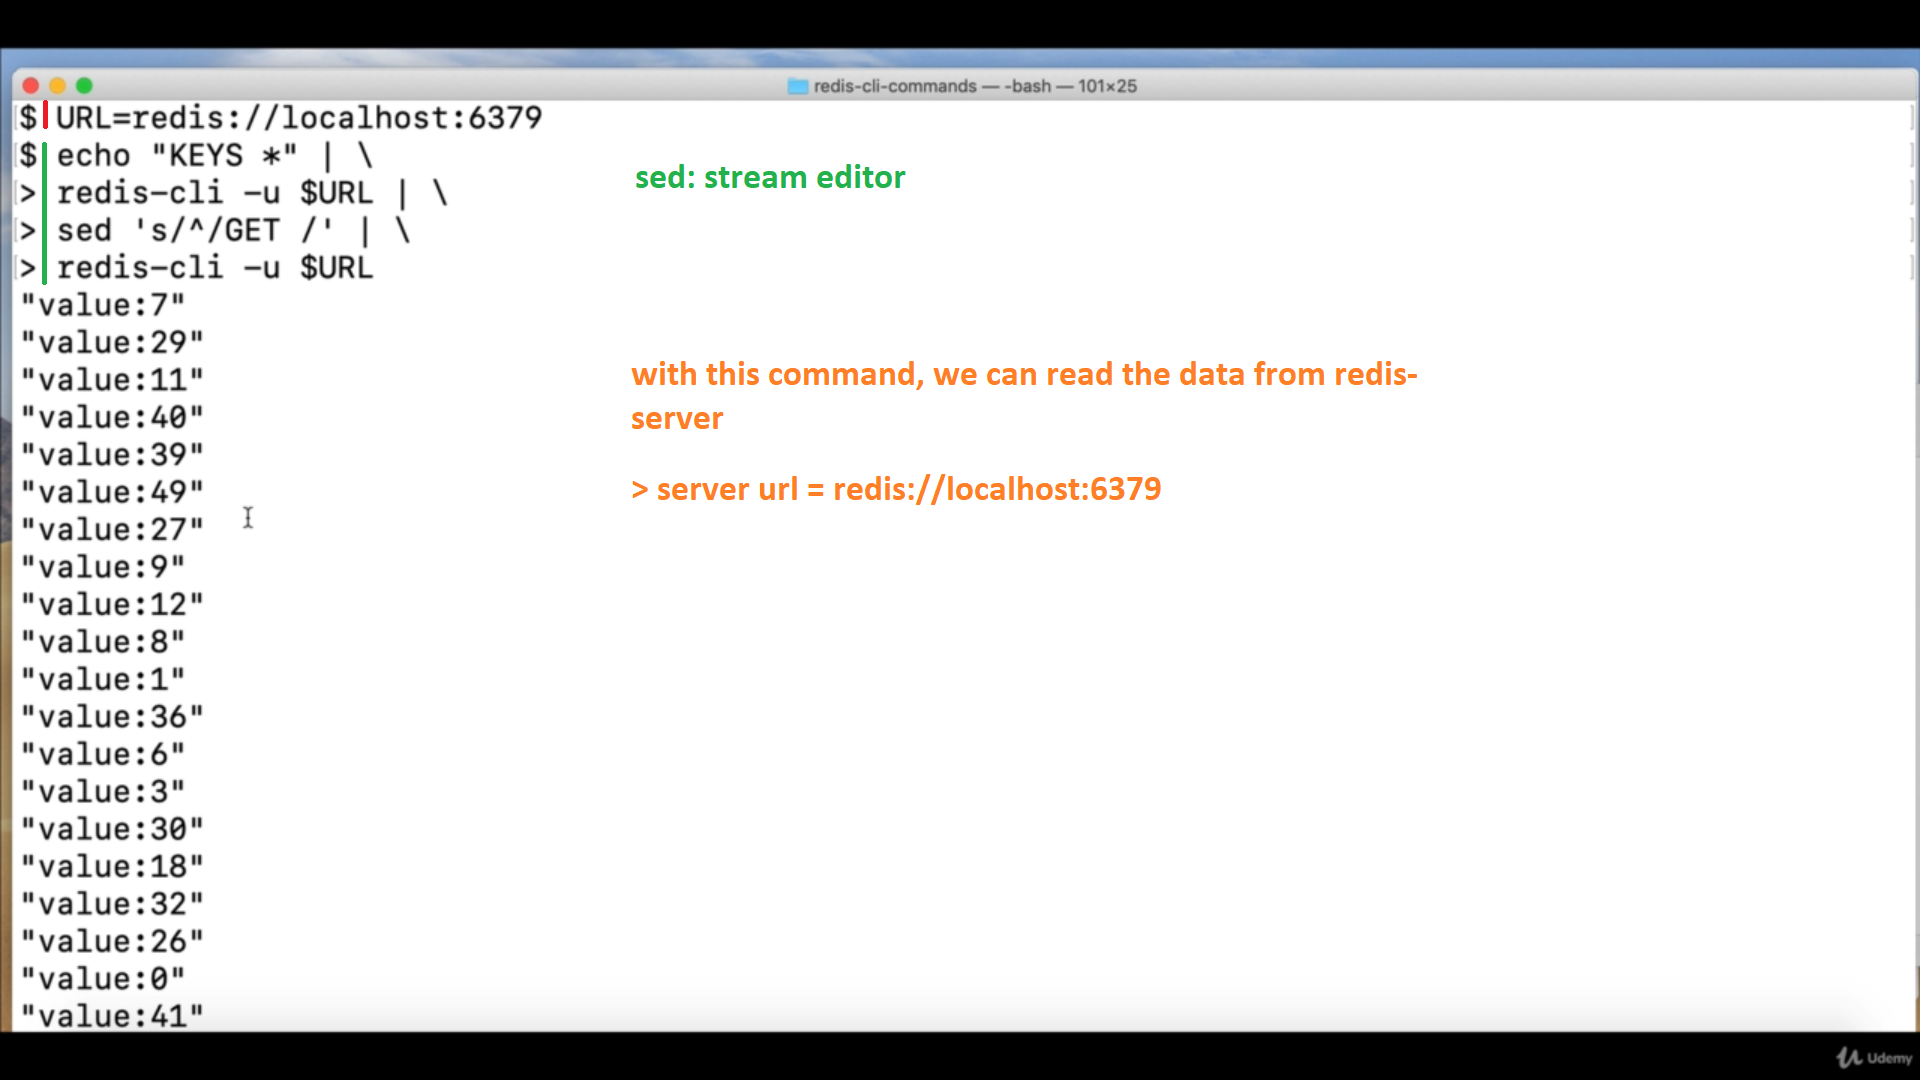 redis-cli-commands — -bash — 101×25
$ URL=redis://localhost:6379
$ echo "KEYS *" | \
> redis-cli -u $URL | \
> sed 's/^/GET /' | \
> redis-cli -u $URL
"value:7"
"value:29"
"value:11"
"value:40"
"value:39"
"value:49"
"value:27"
"value:9"
"value:12"
"value:8"
"value:1"
"value:36"
"value:6"
"value:3"
"value:30"
"value:18"
"value:32"
"value:26"
"value:0"
"value:41"
sed: stream editor
with this command, we can read the data from redis-
server
> server url = redis://localhost:6379
Udemy